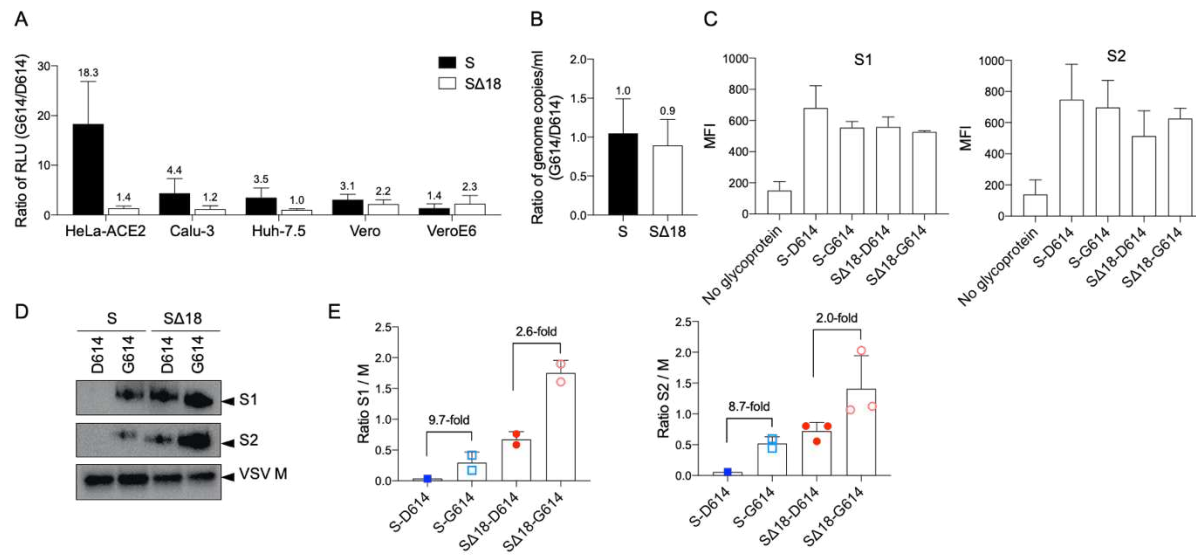 A
Ratio of RLU (G614/D614)
30
20
10
0
18.3
1.4
4.4
1.2
3.5
1.0
3.1
2.2
1.4
2.3
HeLa-ACE2
Calu-3
Huh-7.5
Vero
VeroE6
S
SΔ18
B
Ratio of genome copies/ml
(G614/D614)
2.0
1.5
1.0
0.5
0.0
1.0
0.9
S
SΔ18
C
S1
MFI
1000
800
600
400
200
0
No glycoprotein
S-D614
S-G614
SΔ18-D614
SΔ18-G614
S2
MFI
1000
800
600
400
200
0
No glycoprotein
S-D614
S-G614
SΔ18-D614
SΔ18-G614
D
S
SΔ18
D614
G614
D614
G614
S1
S2
VSV M
E
Ratio S1 / M
2.5
2.0
1.5
1.0
0.5
0.0
9.7-fold
2.6-fold
S-D614
S-G614
SΔ18-D614
SΔ18-G614
Ratio S2 / M
2.5
2.0
1.5
1.0
0.5
0.0
8.7-fold
2.0-fold
S-D614
S-G614
SΔ18-D614
SΔ18-G614